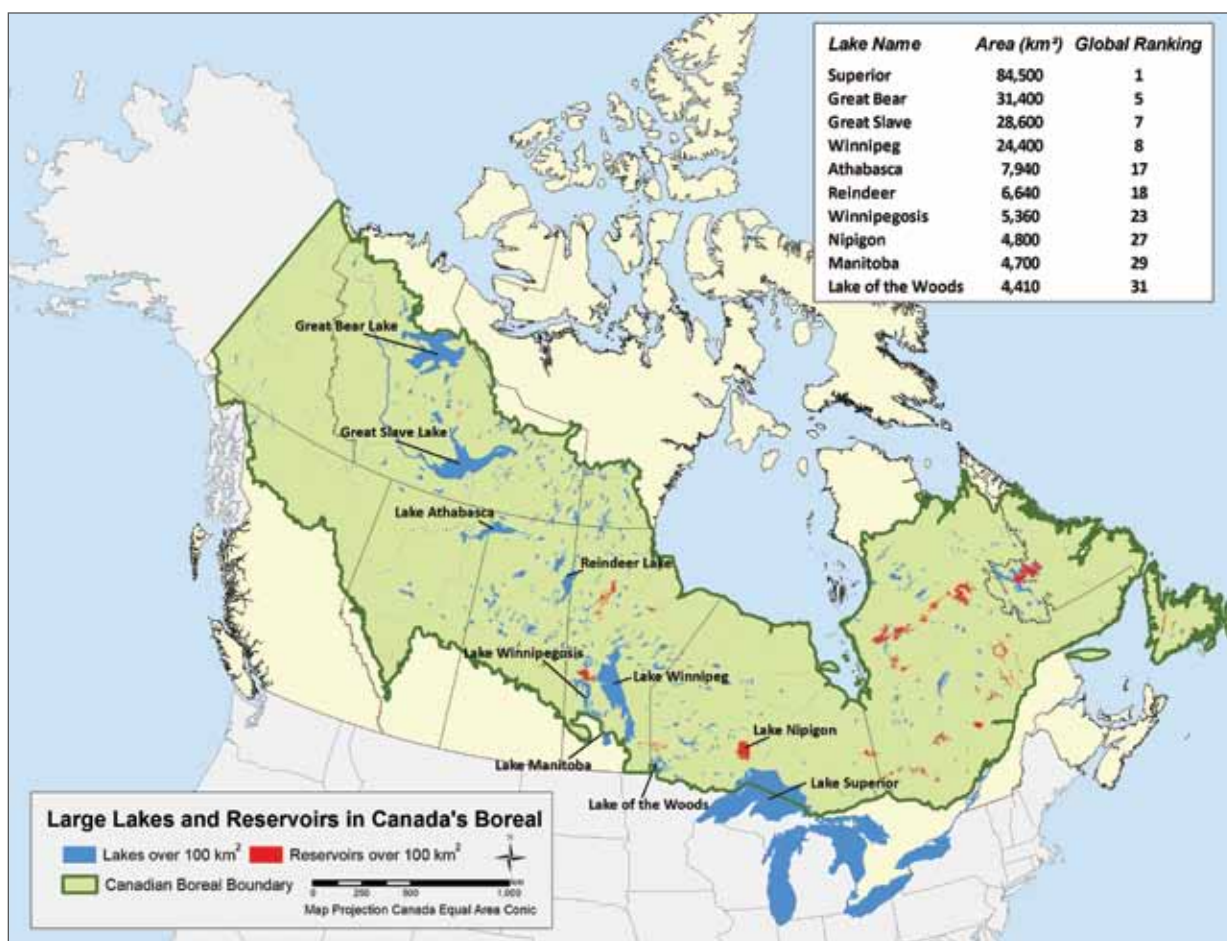 Lake Name Area (km²) Global Ranking
Superior 84,500 1
Great Bear 31,400 5
Great Slave 28,600 7
Winnipeg 24,400 8
Athabasca 7,940 17
Reindeer 6,640 18
Winnipegosis 5,360 23
Nipigon 4,800 27
Manitoba 4,700 29
Lake of the Woods 4,410 31
Great Bear Lake
Great Slave Lake
Lake Athabasca
Reindeer Lake
Lake Winnipegosis
Lake Winnipeg
Lake Nipigon
Lake Manitoba
Lake Superior
Lake of the Woods
Large Lakes and Reservoirs in Canada's Boreal
Lakes over 100 km² Reservoirs over 100 km²
Canadian Boreal Boundary
0 250 500 1,000
Map Projection Canada Equal Area Conic